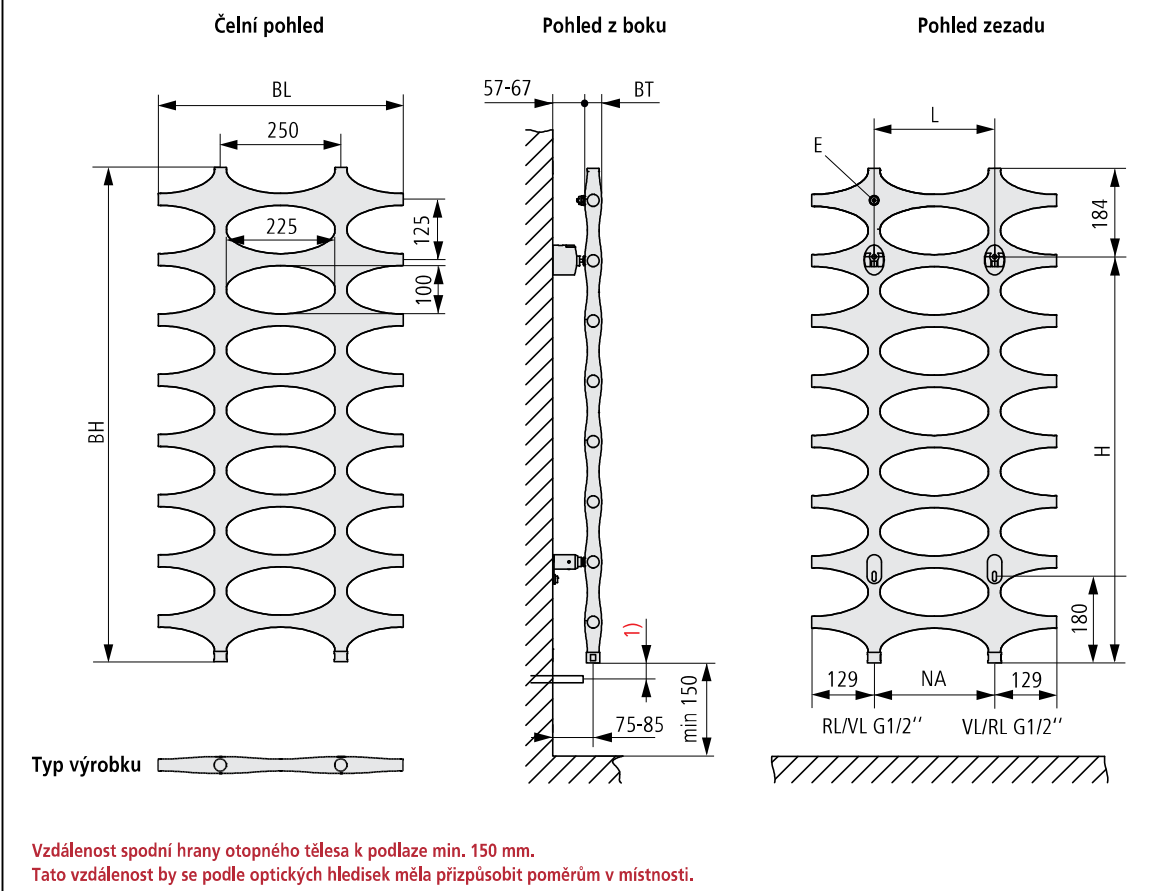 Čelní pohled
Pohled z boku
Pohled zezadu
BL
250
225
125
100
BH
57-67
BT
1)
min 150
75-85
L
E
184
H
180
129
NA
129
RL/VL G1/2''
VL/RL G1/2''
Typ výrobku
Vzdálenost spodní hrany otopného tělesa k podlaze min. 150 mm.
Tato vzdálenost by se podle optických hledisek měla přizpůsobit poměrům v místnosti.